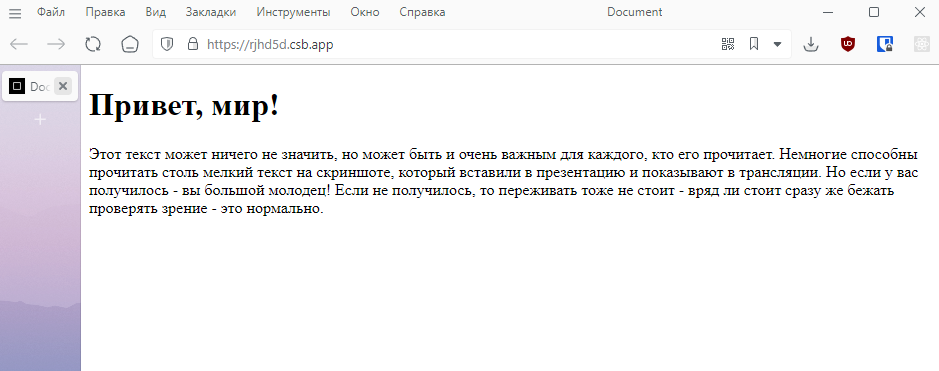 Файл Правка Вид Закладки Инструменты Окно Справка Document
https://rjhd5d.csb.app
Doc
Привет, мир!
Этот текст может ничего не значить, но может быть и очень важным для каждого, кто его прочитает. Немногие способны
прочитать столь мелкий текст на скриншоте, который вставили в презентацию и показывают в трансляции. Но если у вас
получилось - вы большой молодец! Если не получилось, то переживать тоже не стоит - вряд ли стоит сразу же бежать
проверять зрение - это нормально.